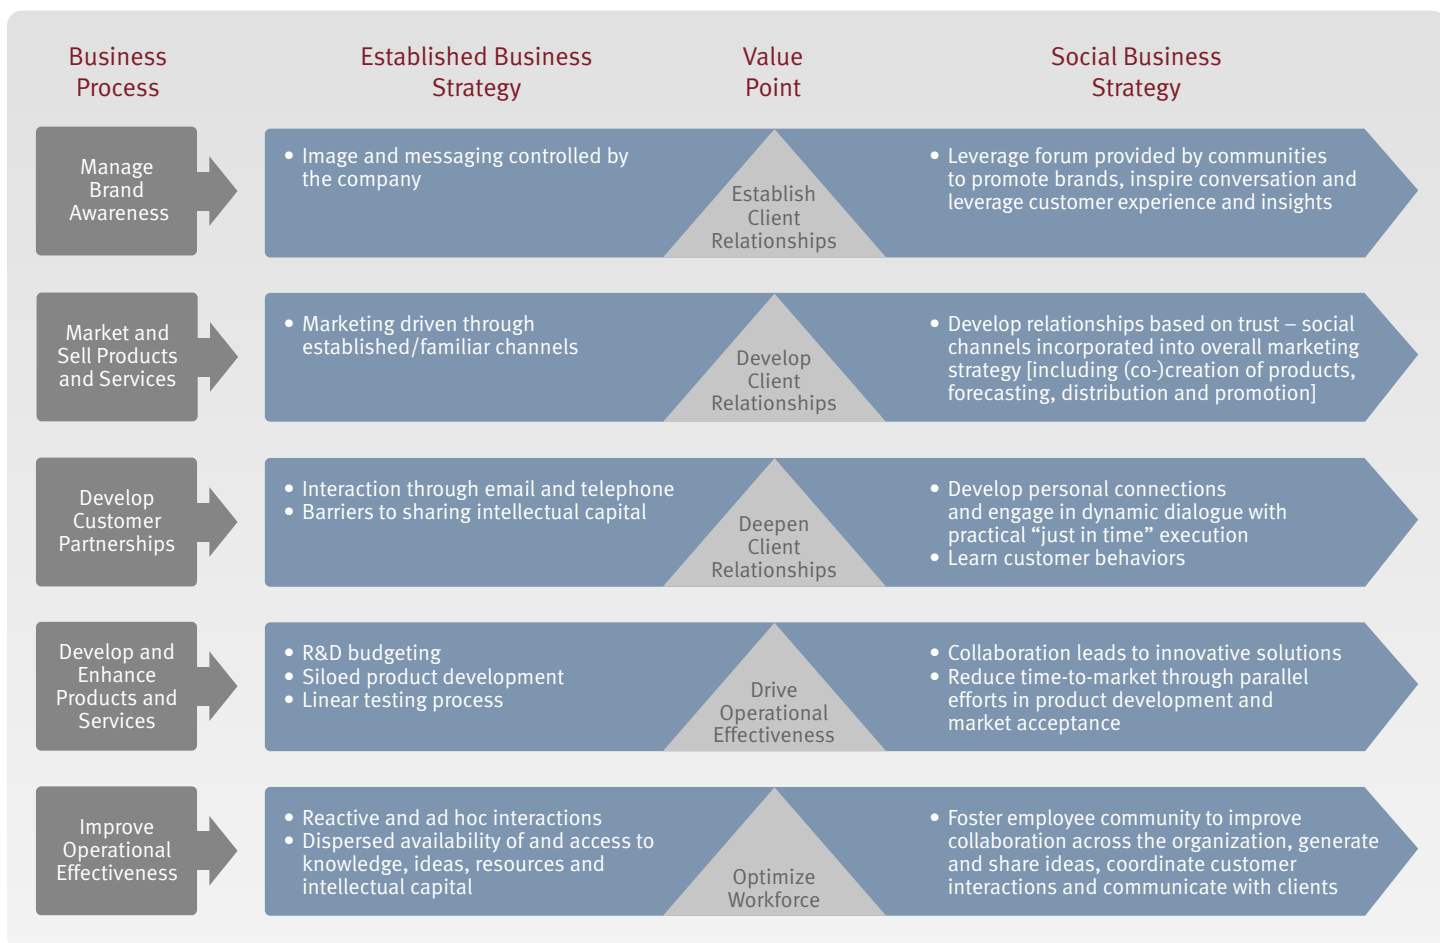 Business
Process
Established Business
Strategy
Value
Point
Social Business
Strategy
Manage
Brand
Awareness
• Image and messaging controlled by
the company
Establish
Client
Relationships
• Leverage forum provided by communities
to promote brands, inspire conversation and
leverage customer experience and insights
Market and
Sell Products
and Services
• Marketing driven through
established/familiar channels
Develop
Client
Relationships
• Develop relationships based on trust – social
channels incorporated into overall marketing
strategy [including (co-)creation of products,
forecasting, distribution and promotion]
Develop
Customer
Partnerships
• Interaction through email and telephone
• Barriers to sharing intellectual capital
Deepen
Client
Relationships
• Develop personal connections
and engage in dynamic dialogue with
practical “just in time” execution
• Learn customer behaviors
Develop and
Enhance
Products and
Services
• R&D budgeting
• Siloed product development
• Linear testing process
Drive
Operational
Effectiveness
• Collaboration leads to innovative solutions
• Reduce time-to-market through parallel
efforts in product development and
market acceptance
Improve
Operational
Effectiveness
• Reactive and ad hoc interactions
• Dispersed availability of and access to
knowledge, ideas, resources and
intellectual capital
Optimize
Workforce
• Foster employee community to improve
collaboration across the organization, generate
and share ideas, coordinate customer
interactions and communicate with clients